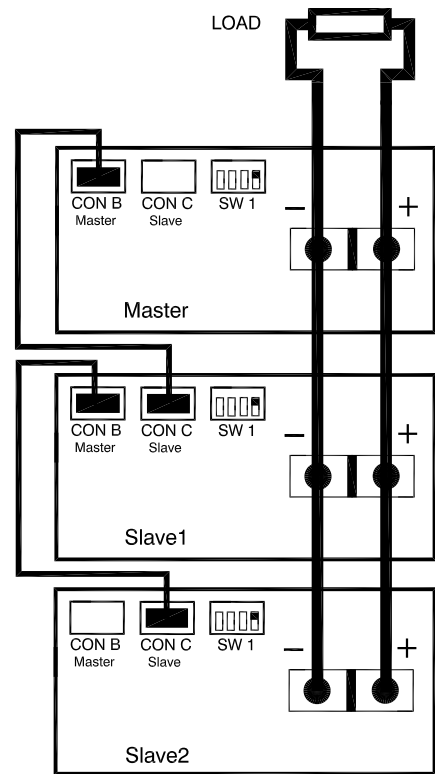 LOAD
CON B CON C SW 1
Master Slave
− +
Master
CON B CON C SW 1
Master Slave
− +
Slave1
CON B CON C SW 1
Master Slave
− +
Slave2